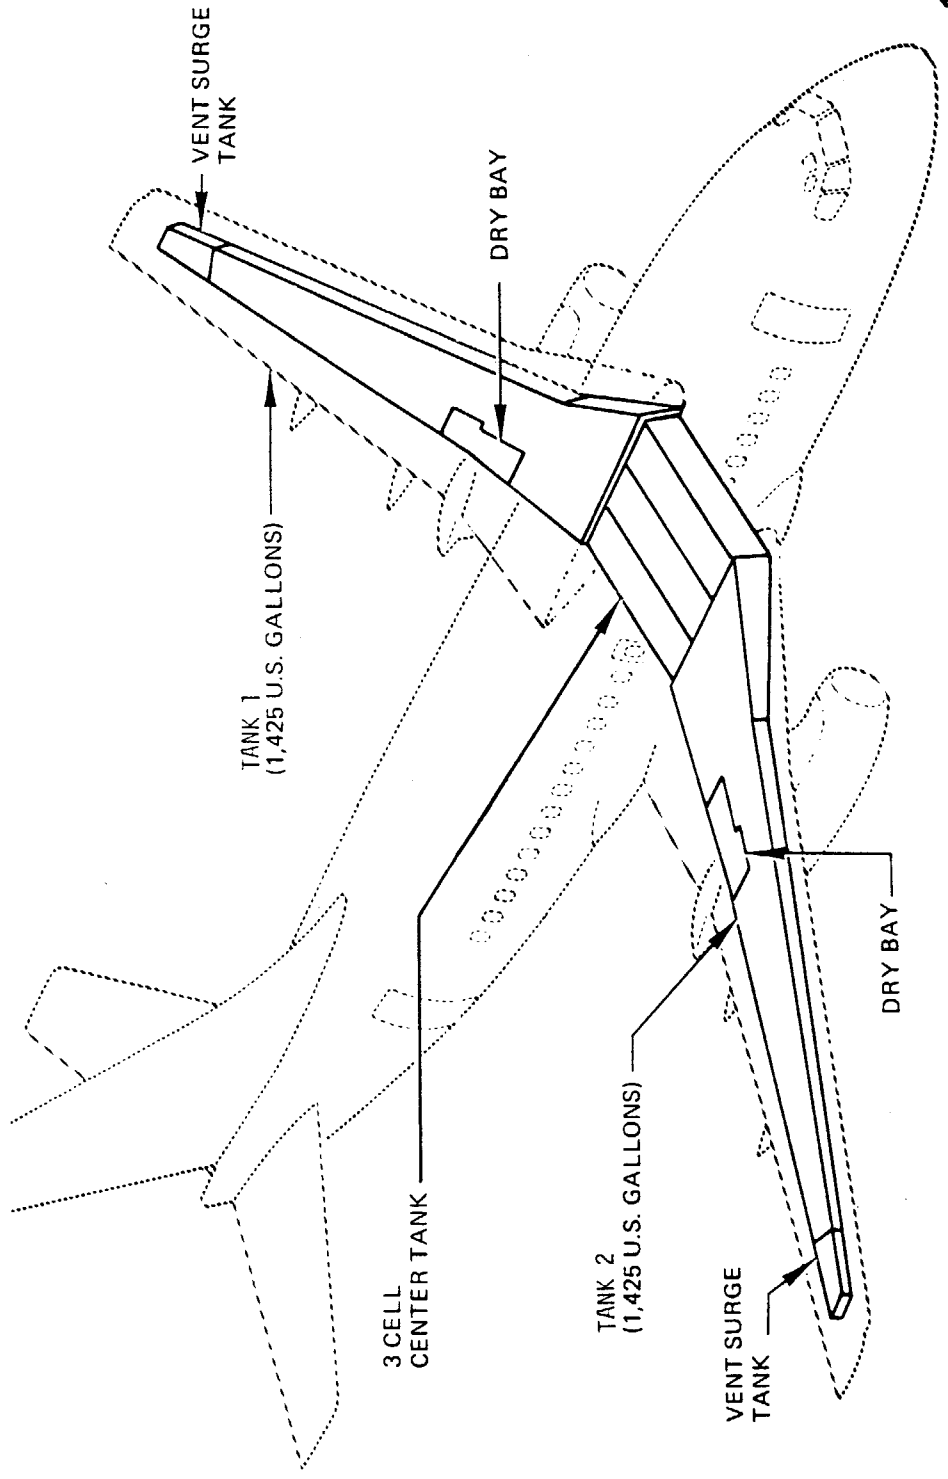 VENT SURGE
TANK
DRY BAY
TANK 1
(1,425 U.S. GALLONS)
3 CELL
CENTER TANK
TANK 2
(1,425 U.S. GALLONS)
DRY BAY
VENT SURGE
TANK